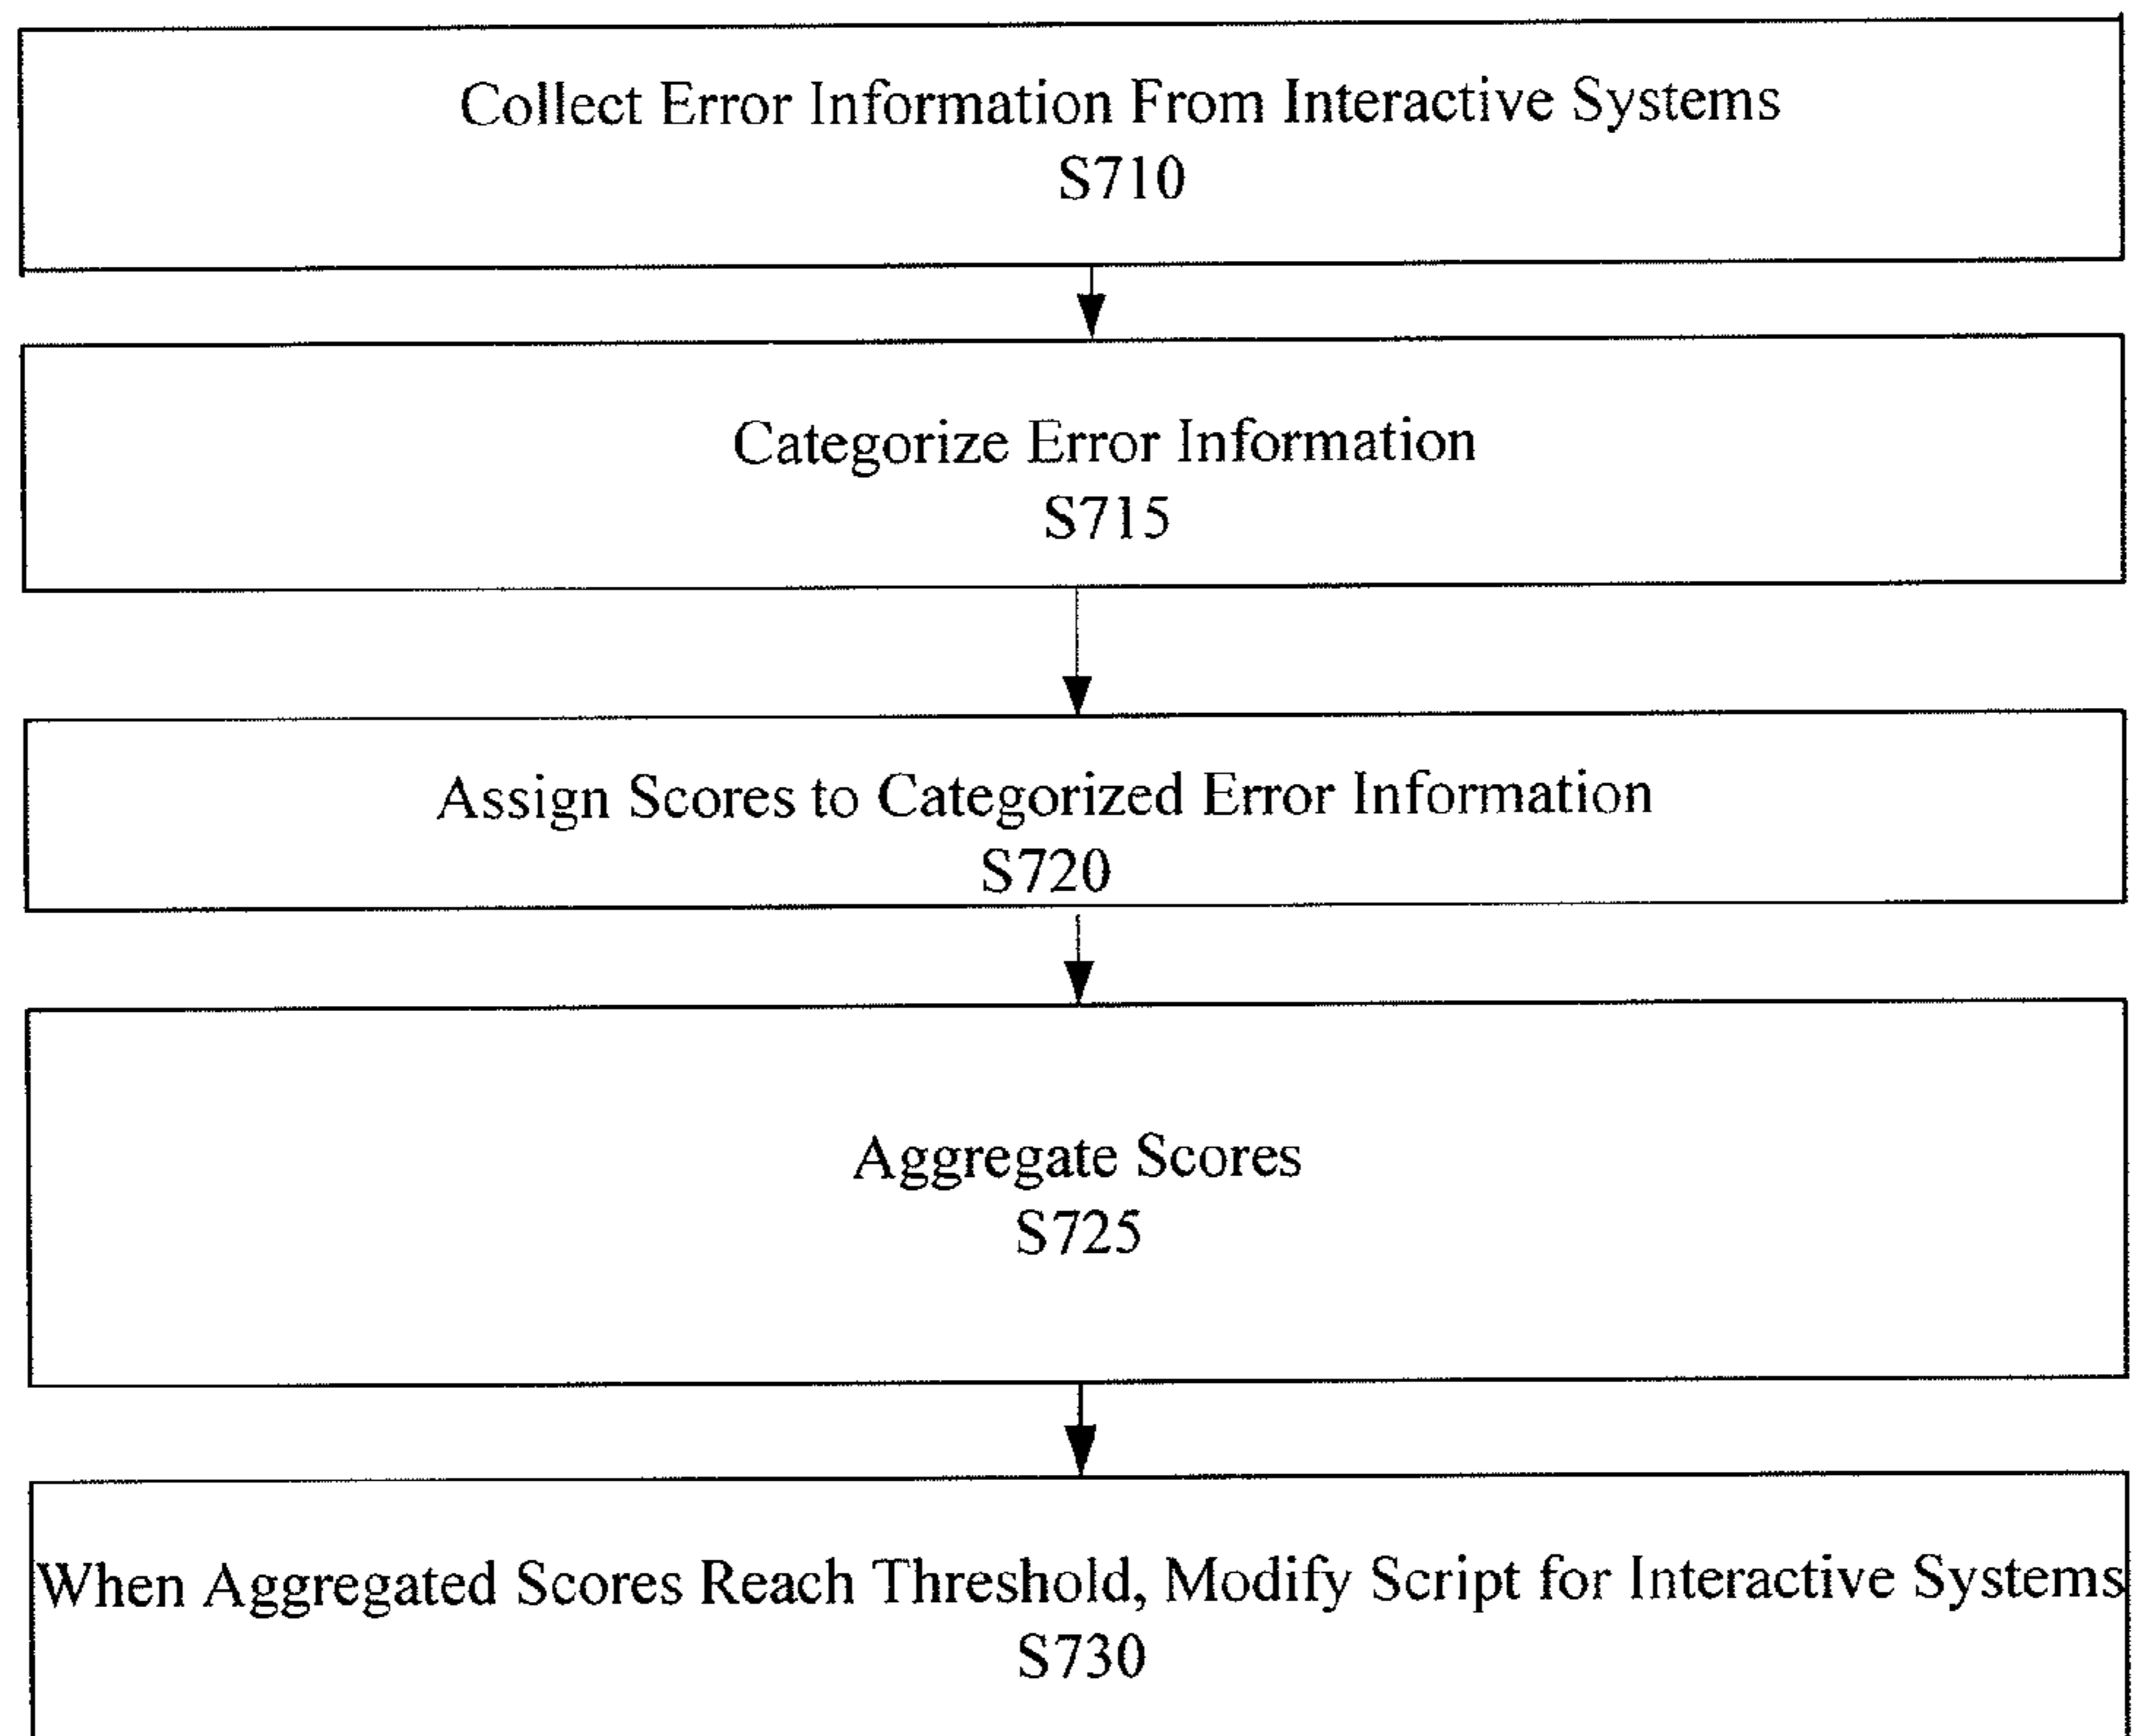 Collect Error Information From Interactive Systems
S710
Categorize Error Information
S715
Assign Scores to Categorized Error Information
S720
Aggregate Scores
S725
When Aggregated Scores Reach Threshold, Modify Script for Interactive Systems
S730